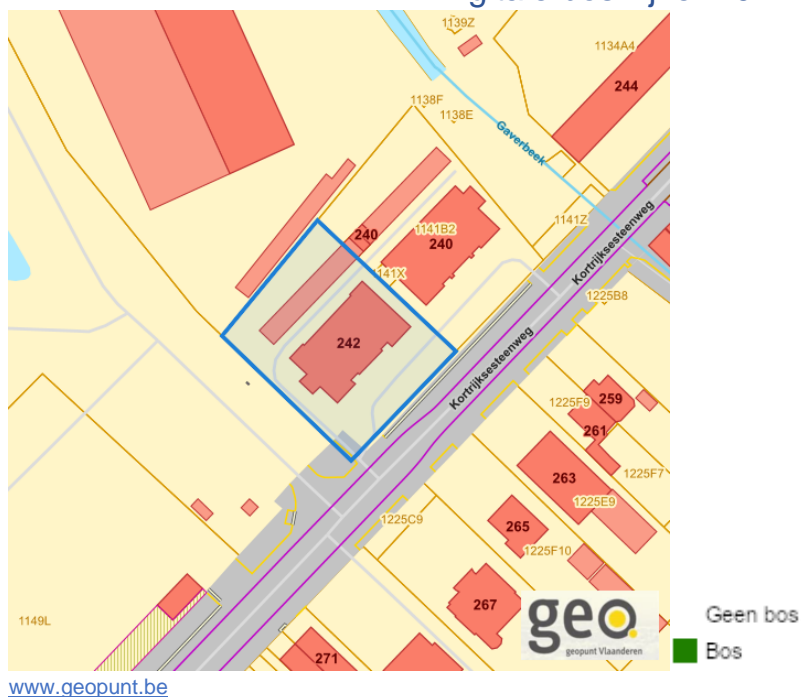 1139Z
1134A4
244
1138F
1138E
Gaverbeek
240
1141B2
240
1141Z
1141X
Kortrijksesteenweg
1225B8
242
Kortrijksesteenweg
259
1225F9
261
263
1225F7
1225E9
265
1225C9
1225F10
267
geo
geopunt Vlaanderen
1149L
271
Geen bos
Bos
www.geopunt.be